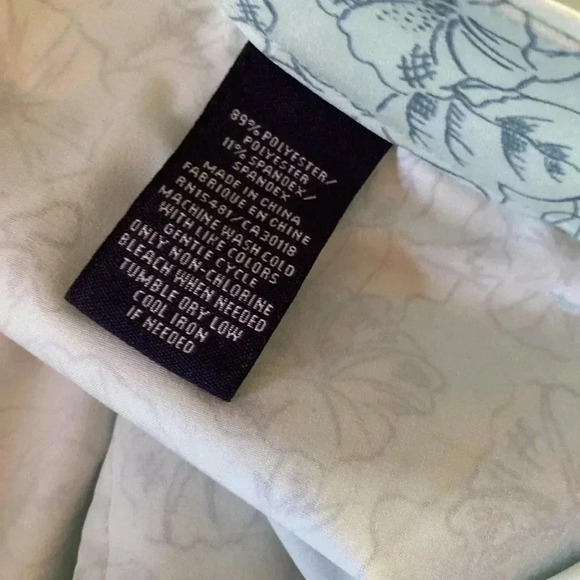 89% POLYESTER/
POLYESTER
11% SPANDEX/
SPANDEX
MADE IN CHINA
FABRIQUE EN CHINE
RN15481/CA30118
MACHINE WASH COLD
WITH LIKE COLORS
GENTLE CYCLE
ONLY NON-CHLORINE
BLEACH WHEN NEEDED
TUMBLE DRY LOW
COOL IRON
IF NEEDED